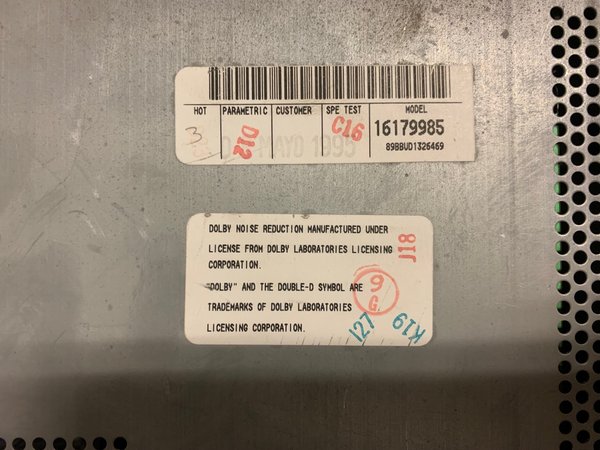 HOT PARAMETRIC CUSTOMER SPE TEST MODEL
3 D12 C16 16179985
89BBUD1326469
DOLBY NOISE REDUCTION MANUFACTURED UNDER
LICENSE FROM DOLBY LABORATORIES LICENSING
CORPORATION.
"DOLBY" AND THE DOUBLE-D SYMBOL ARE
TRADEMARKS OF DOLBY LABORATORIES
LICENSING CORPORATION.
J18
9
G
I27
K19